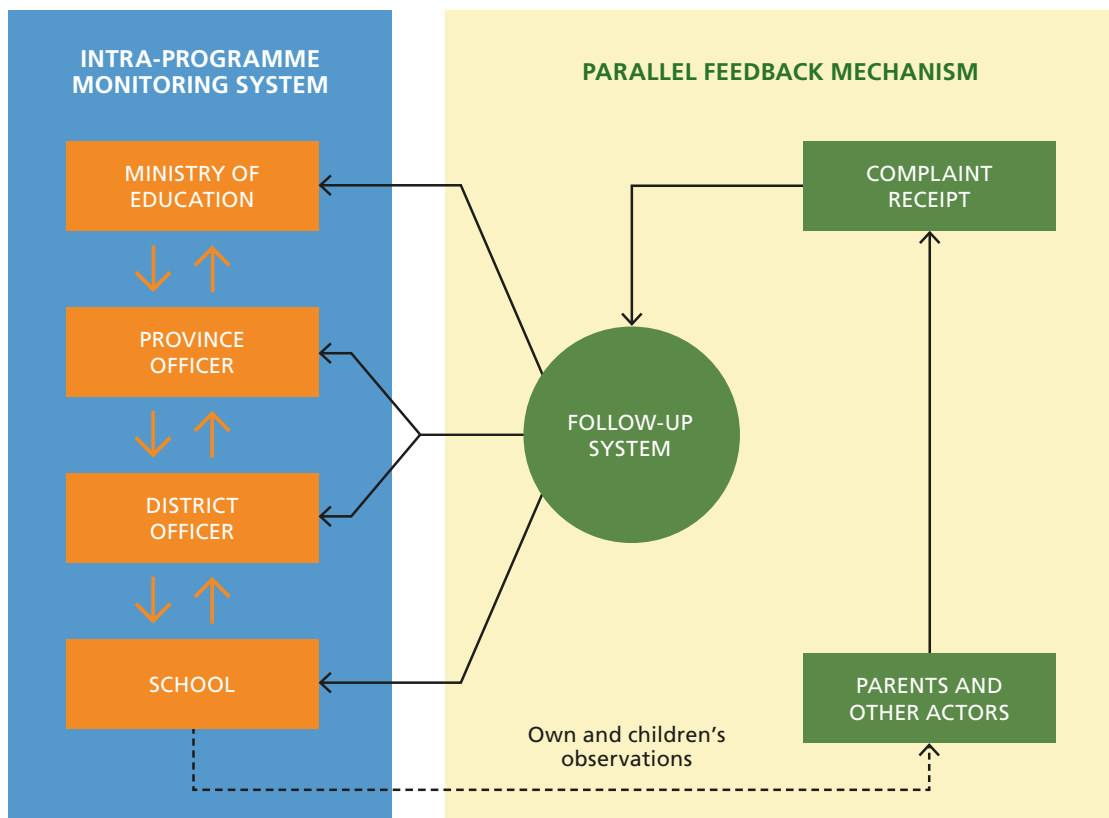 INTRA-PROGRAMME
MONITORING SYSTEM
MINISTRY OF
EDUCATION
PROVINCE
OFFICER
DISTRICT
OFFICER
SCHOOL
PARALLEL FEEDBACK MECHANISM
COMPLAINT
RECEIPT
FOLLOW-UP
SYSTEM
PARENTS AND
OTHER ACTORS
Own and children's
observations